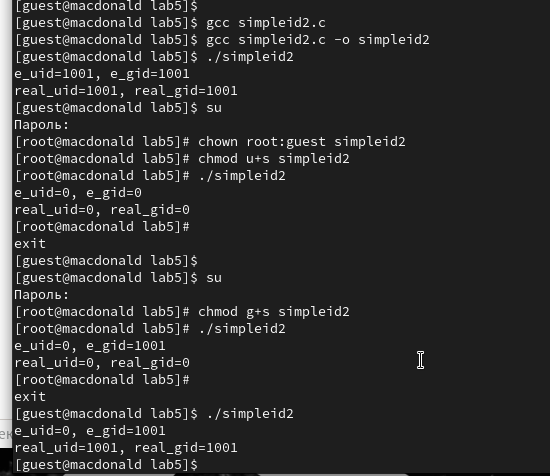 [guest@macdonald lab5]$
[guest@macdonald lab5]$ gcc simpleid2.c
[guest@macdonald lab5]$ gcc simpleid2.c -o simpleid2
[guest@macdonald lab5]$ ./simpleid2
e_uid=1001, e_gid=1001
real_uid=1001, real_gid=1001
[guest@macdonald lab5]$ su
Пароль:
[root@macdonald lab5]# chown root:guest simpleid2
[root@macdonald lab5]# chmod u+s simpleid2
[root@macdonald lab5]# ./simpleid2
e_uid=0, e_gid=0
real_uid=0, real_gid=0
[root@macdonald lab5]#
exit
[guest@macdonald lab5]$
[guest@macdonald lab5]$ su
Пароль:
[root@macdonald lab5]# chmod g+s simpleid2
[root@macdonald lab5]# ./simpleid2
e_uid=0, e_gid=1001
real_uid=0, real_gid=0
[root@macdonald lab5]#
exit
[guest@macdonald lab5]$ ./simpleid2
e_uid=0, e_gid=1001
real_uid=1001, real_gid=1001
[guest@macdonald lab5]$